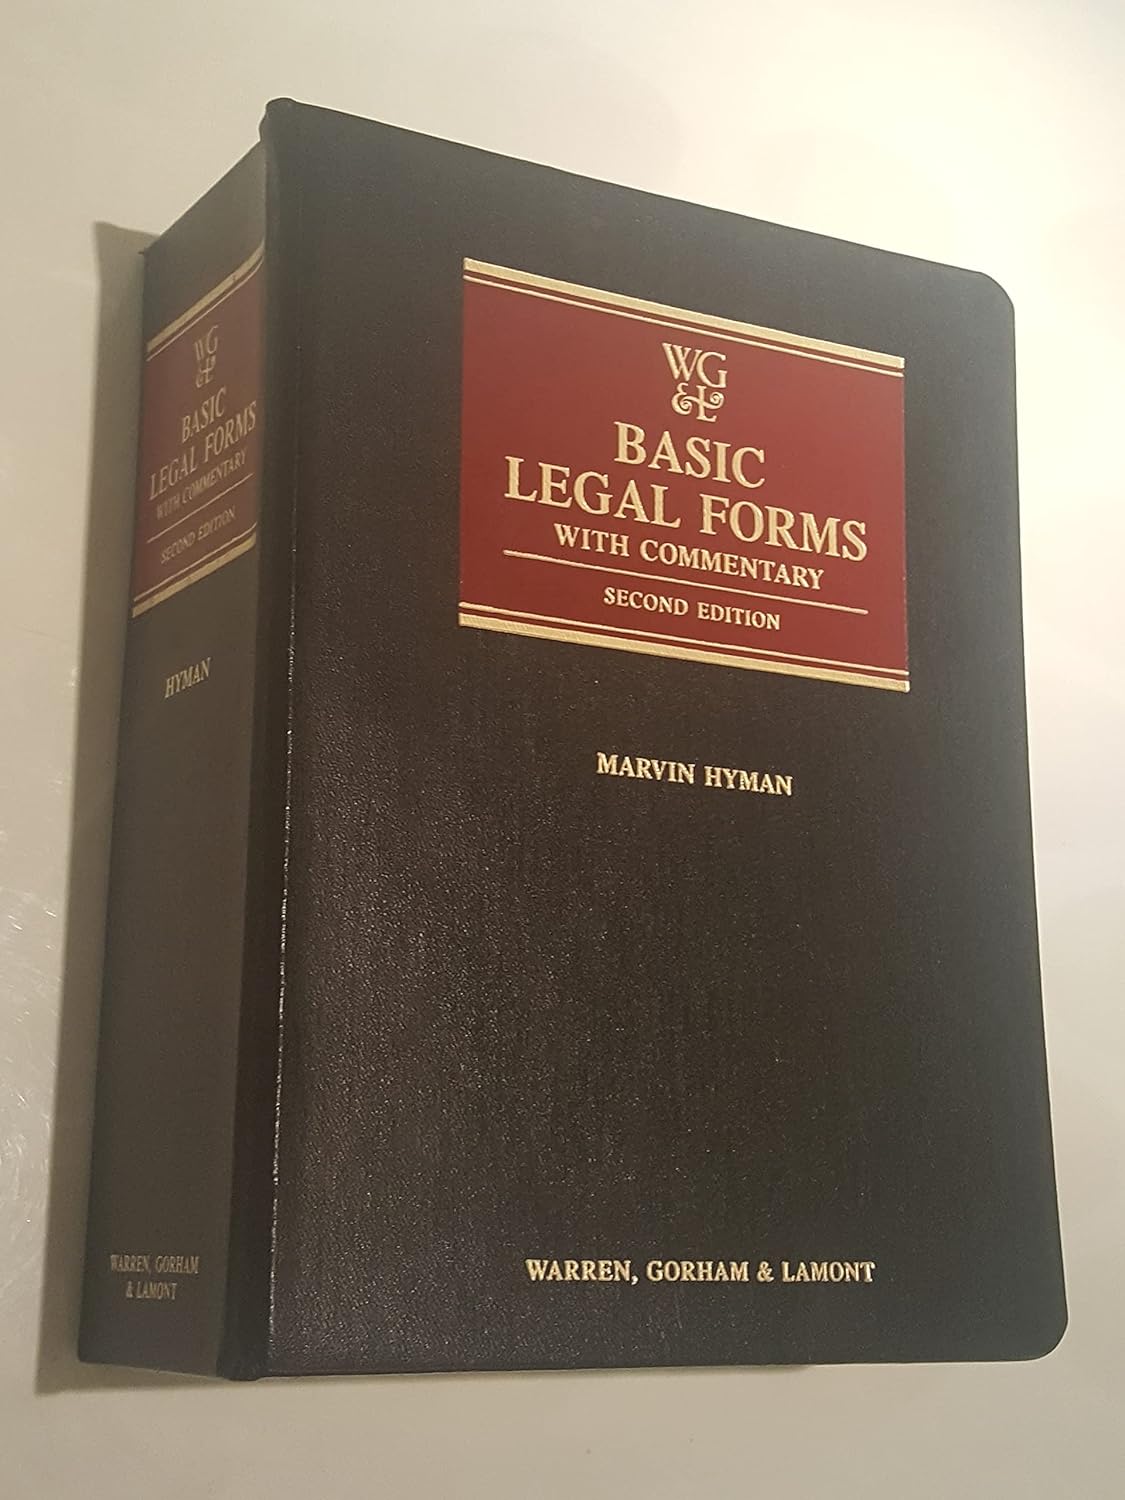 WG
&L
BASIC
LEGAL FORMS
WITH COMMENTARY
SECOND EDITION
HYMAN
WARREN, GORHAM
& LAMONT
WG
&L
BASIC
LEGAL FORMS
WITH COMMENTARY
SECOND EDITION
MARVIN HYMAN
WARREN, GORHAM & LAMONT